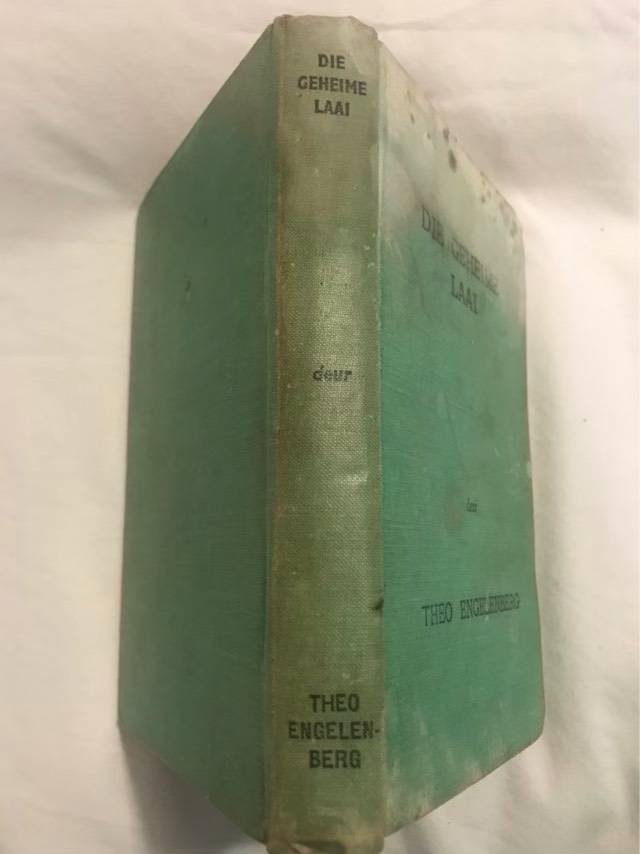 DIE
GEHEIME
LAAI
deur
THEO
ENGELEN-
BERG
DIE GEHEIME
LAAI
deur
THEO ENGELENBERG